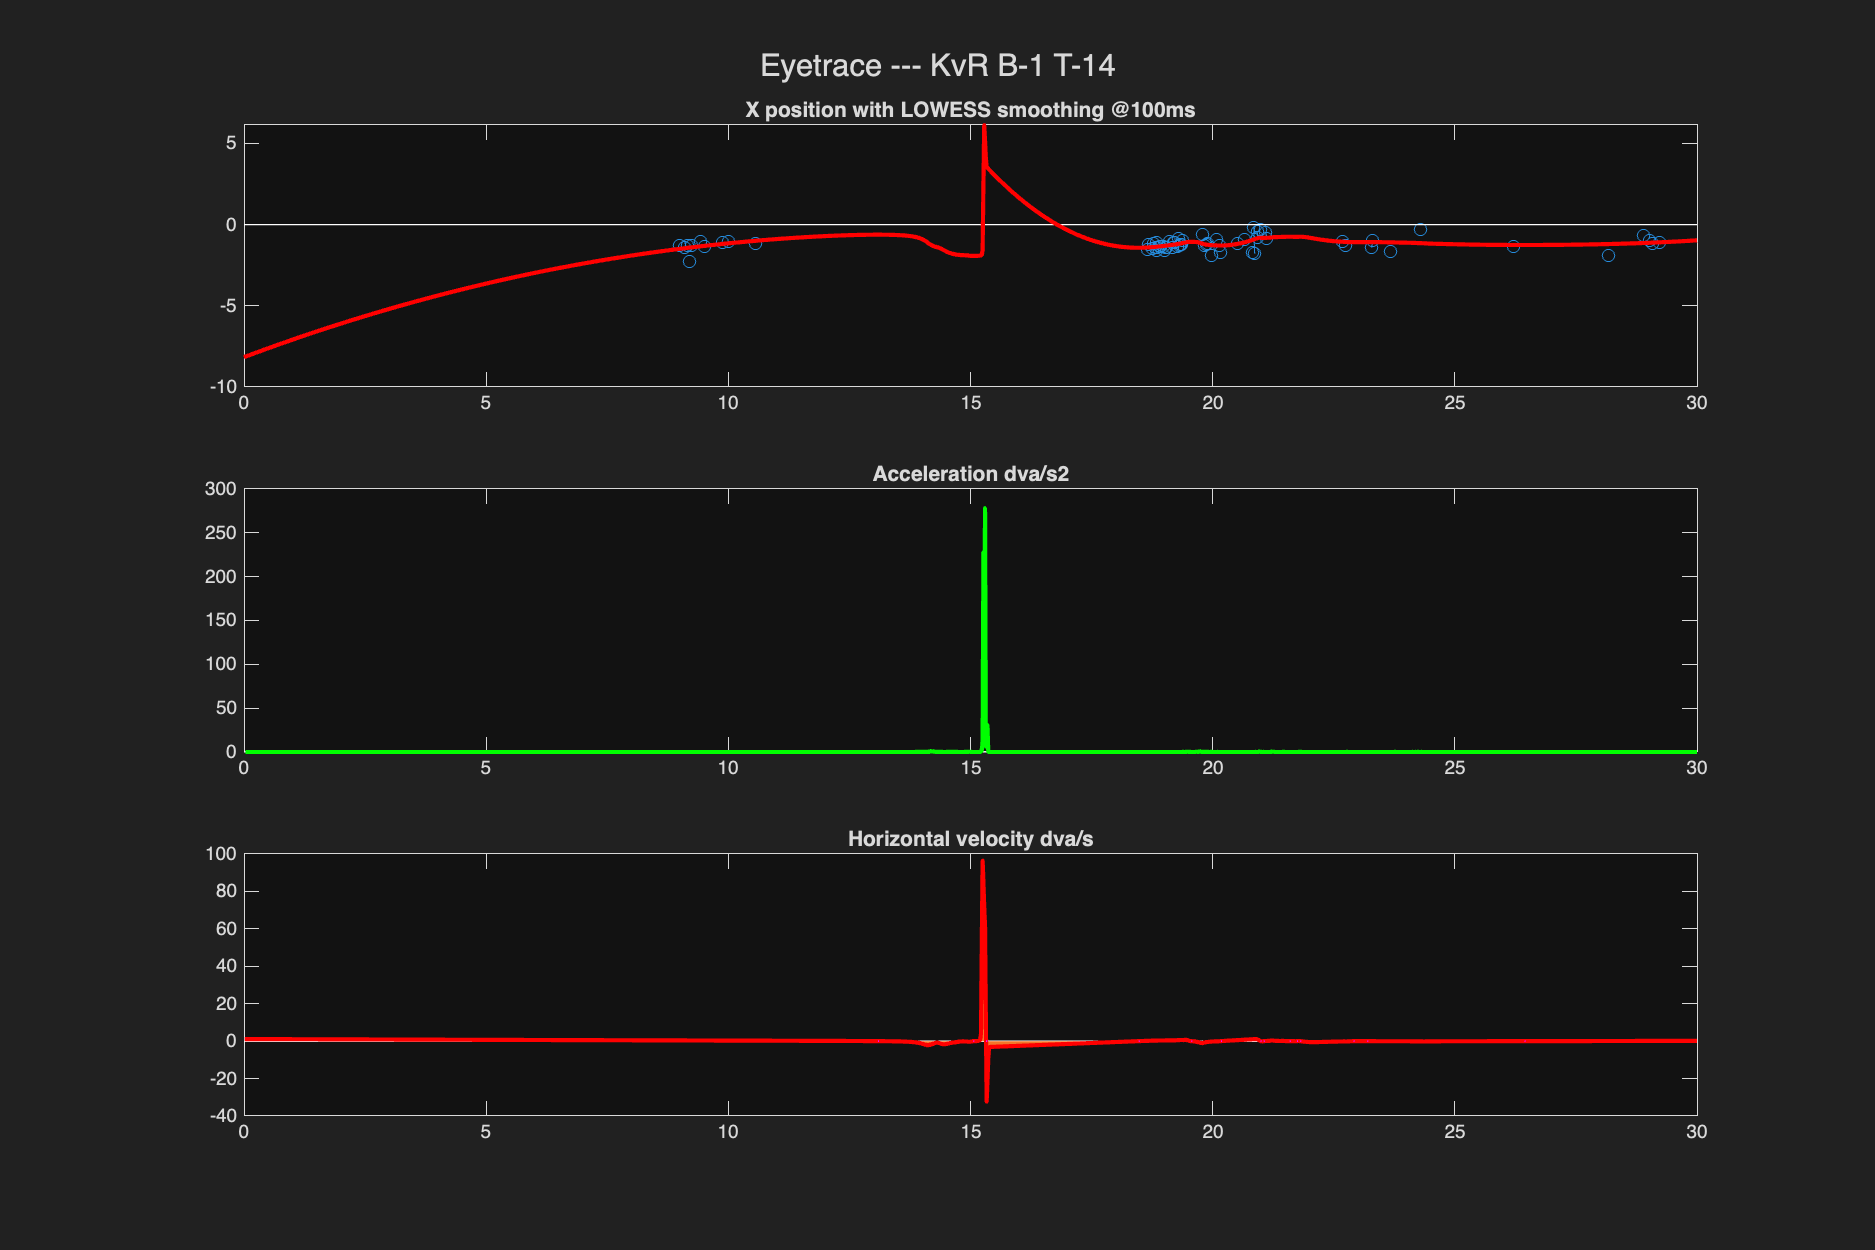 Eyetrace --- KvR B-1 T-14
X position with LOWESS smoothing @100ms
5
0
-5
-10
0 5 10 15 20 25 30
Acceleration dva/s2
300
250
200
150
100
50
0
0 5 10 15 20 25 30
Horizontal velocity dva/s
100
80
60
40
20
0
-20
-40
0 5 10 15 20 25 30